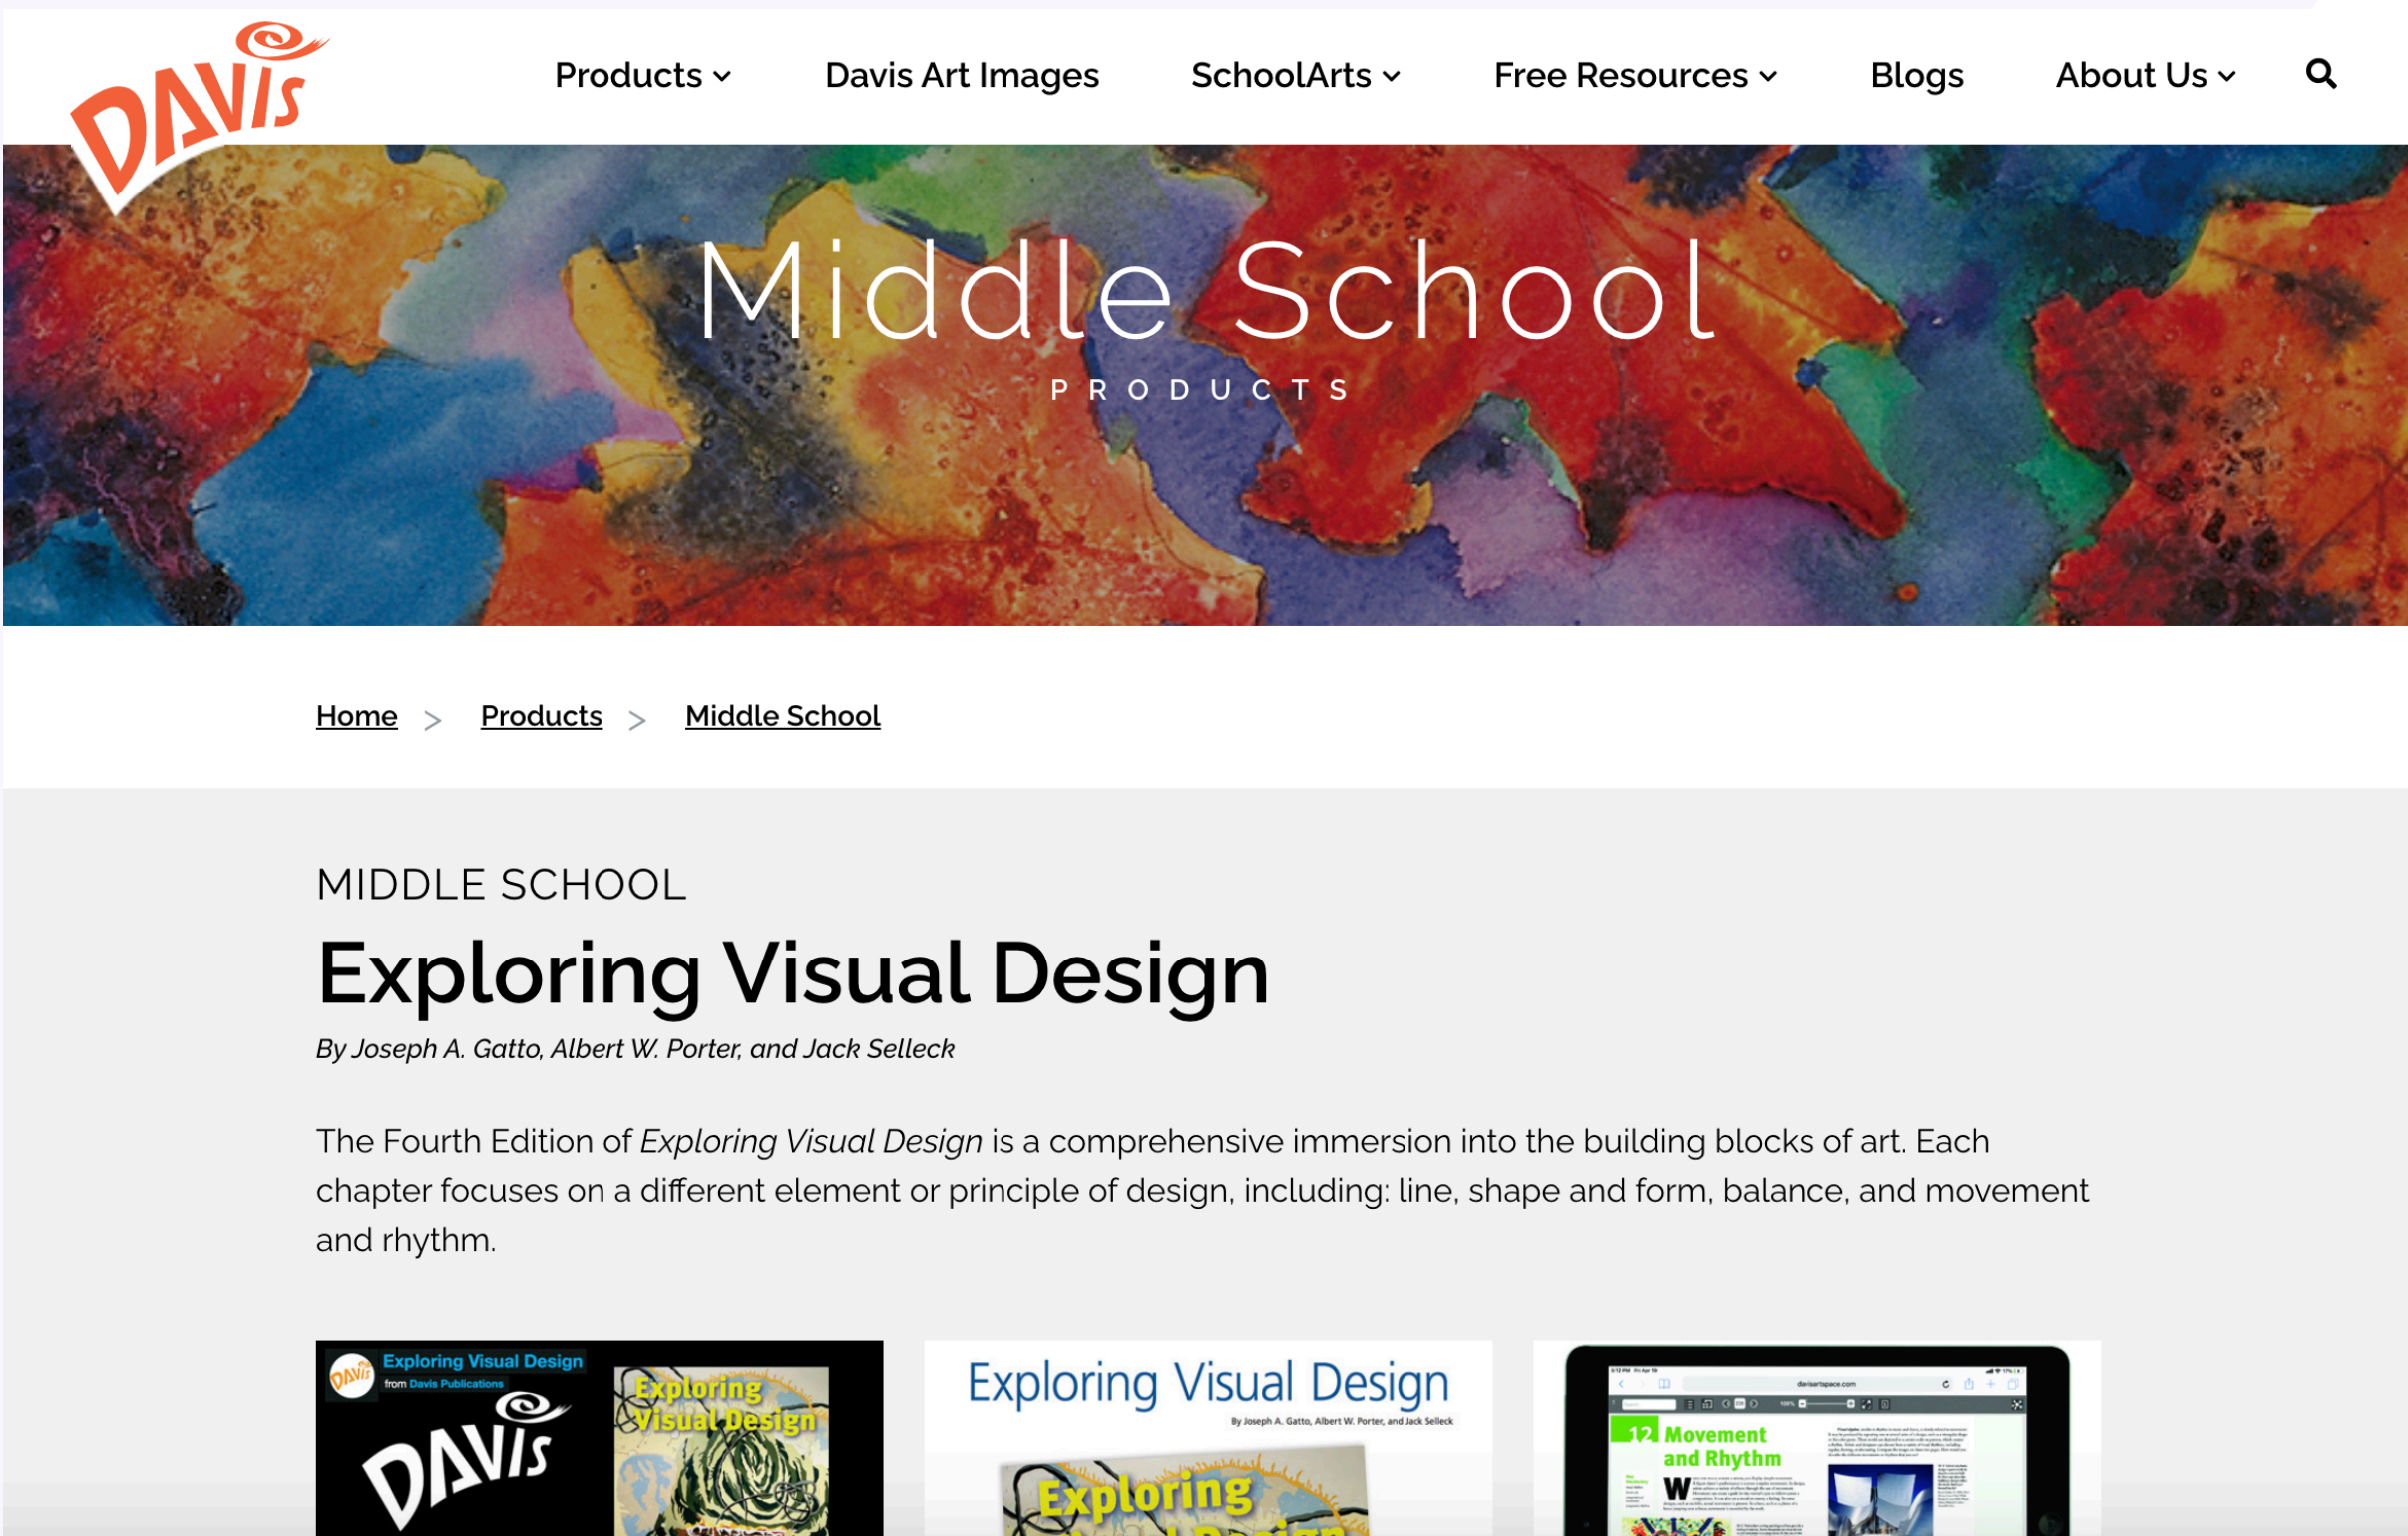 DAVIS
Products
Davis Art Images
SchoolArts
Free Resources
Blogs
About Us
Middle School
PRODUCTS
Home > Products > Middle School
MIDDLE SCHOOL
Exploring Visual Design
By Joseph A. Gatto, Albert W. Porter, and Jack Selleck
The Fourth Edition of Exploring Visual Design is a comprehensive immersion into the building blocks of art. Each
chapter focuses on a different element or principle of design, including: line, shape and form, balance, and movement
and rhythm.
DAVIS
Exploring Visual Design
from Davis Publications
DAVIS
Exploring
Visual Design
Exploring Visual Design
By Joseph A. Gatto, Albert W. Porter, and Jack Selleck
Exploring
davisartspace.com
12 Movement
and Rhythm